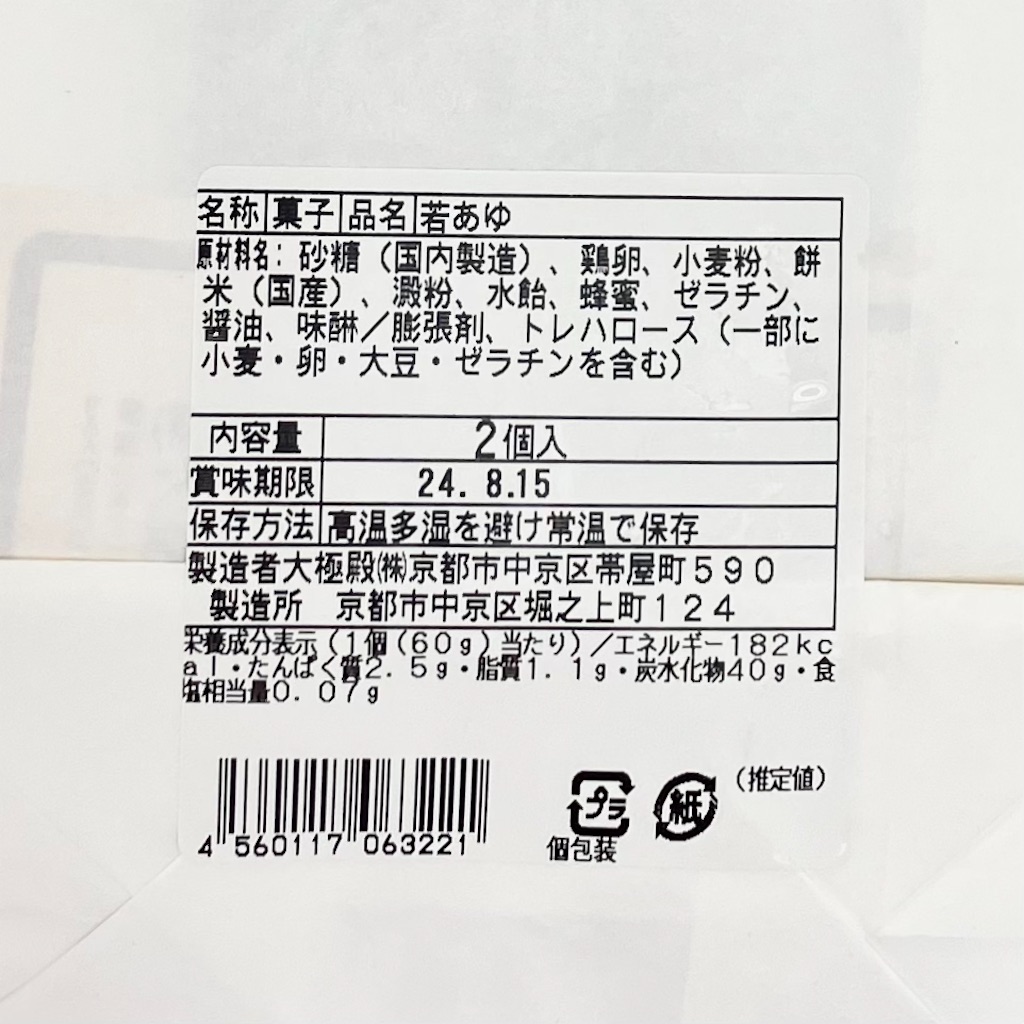 名称 菓子 品名 若あゆ
原材料名：砂糖（国内製造）、鶏卵、小麦粉、餅
米（国産）、澱粉、水飴、蜂蜜、ゼラチン、
醤油、味醂／膨張剤、トレハロース（一部に
小麦・卵・大豆・ゼラチンを含む）
内容量 2個入
賞味期限 24. 8.15
保存方法 高温多湿を避け常温で保存
製造者大極殿㈱京都市中京区帯屋町５９０
製造所　京都市中京区堀之上町１２４
栄養成分表示（１個（６０ｇ）当たり）／エネルギー１８２ｋｃ
ａｌ・たんぱく質２．５ｇ・脂質１．１ｇ・炭水化物４０ｇ・食
塩相当量０．０７ｇ
（推定値）
プラ 紙
個包装
4 560117 063221